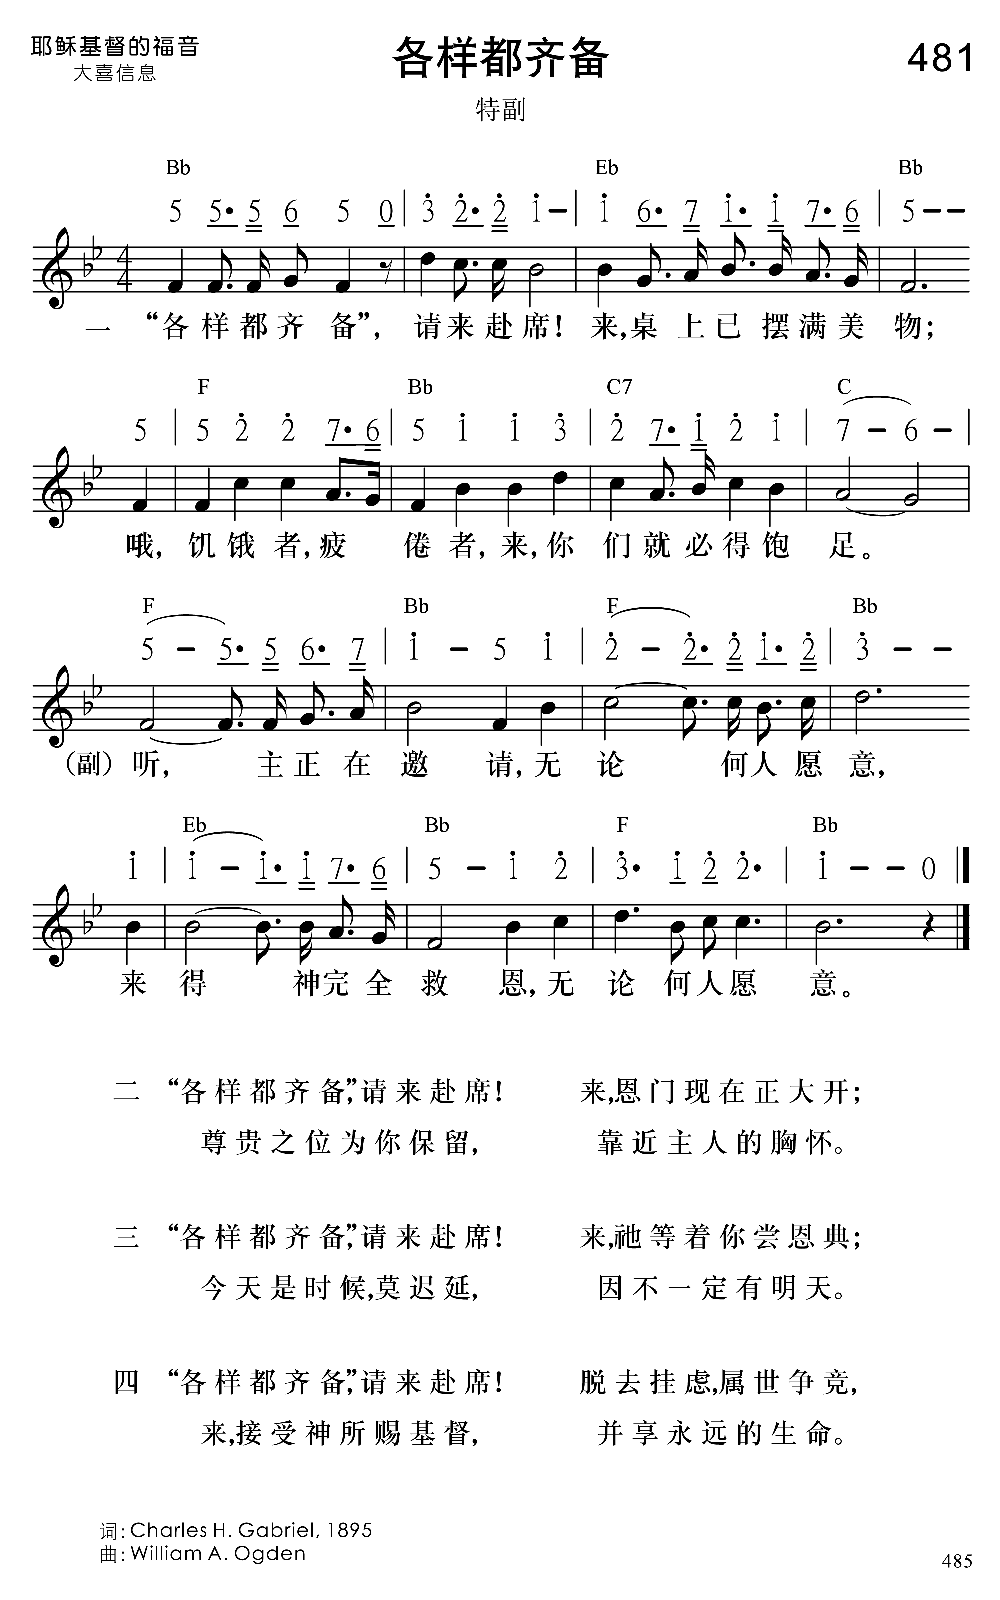 耶稣基督的福音
大喜信息
各样都齐备
481
特副
Bb Eb Bb
5 5• 5 6 5 0 | 3 2• 2 1 – | 1 6• 7 1• 1 7• 6 | 5 – –
一 “各样都齐备”，请来赴席！来,桌上已摆满美物；
F Bb C7 C
5 | 5 2 2 7• 6 | 5 1 1 3 | 2 7• 1 2 1 | 7 – 6 – |
哦,饥饿者,疲倦者,来,你们就必得饱足。
F Bb F Bb
5 – 5• 5 6• 7 | 1 – 5 1 | 2 – 2• 2 1• 2 | 3 – –
（副）听,主正在邀请,无论何人愿意,
Eb Bb F Bb
1 | 1 – 1• 1 7• 6 | 5 – 1 2 | 3• 1 2 2• | 1 – – 0
来得神完全救恩,无论何人愿意。
二 “各样都齐备,”请来赴席！ 来,恩门现在正大开；
尊贵之位为你保留, 靠近主人的胸怀。
三 “各样都齐备,”请来赴席！ 来,祂等着你尝恩典；
今天是时候,莫迟延, 因不一定有明天。
四 “各样都齐备,”请来赴席！ 脱去挂虑,属世争竞,
来,接受神所赐基督, 并享永远的生命。
词: Charles H. Gabriel, 1895
曲: William A. Ogden
485